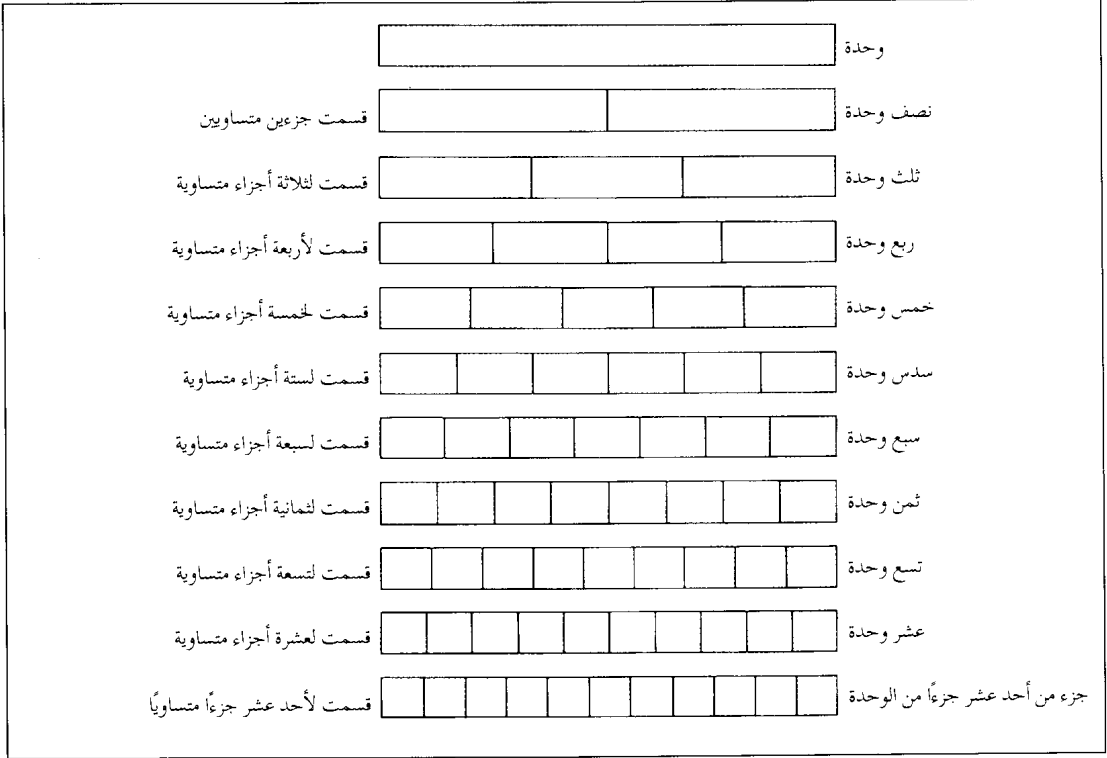 وحدة
نصف وحدة قسمت جزءين متساويين
ثلث وحدة قسمت لثلاثة أجزاء متساوية
ربع وحدة قسمت لأربعة أجزاء متساوية
خمس وحدة قسمت لخمسة أجزاء متساوية
سدس وحدة قسمت لستة أجزاء متساوية
سبع وحدة قسمت لسبعة أجزاء متساوية
ثمن وحدة قسمت لثمانية أجزاء متساوية
تسع وحدة قسمت لتسعة أجزاء متساوية
عشر وحدة قسمت لعشرة أجزاء متساوية
جزء من أحد عشر جزءًا من الوحدة قسمت لأحد عشر جزءًا متساويًا